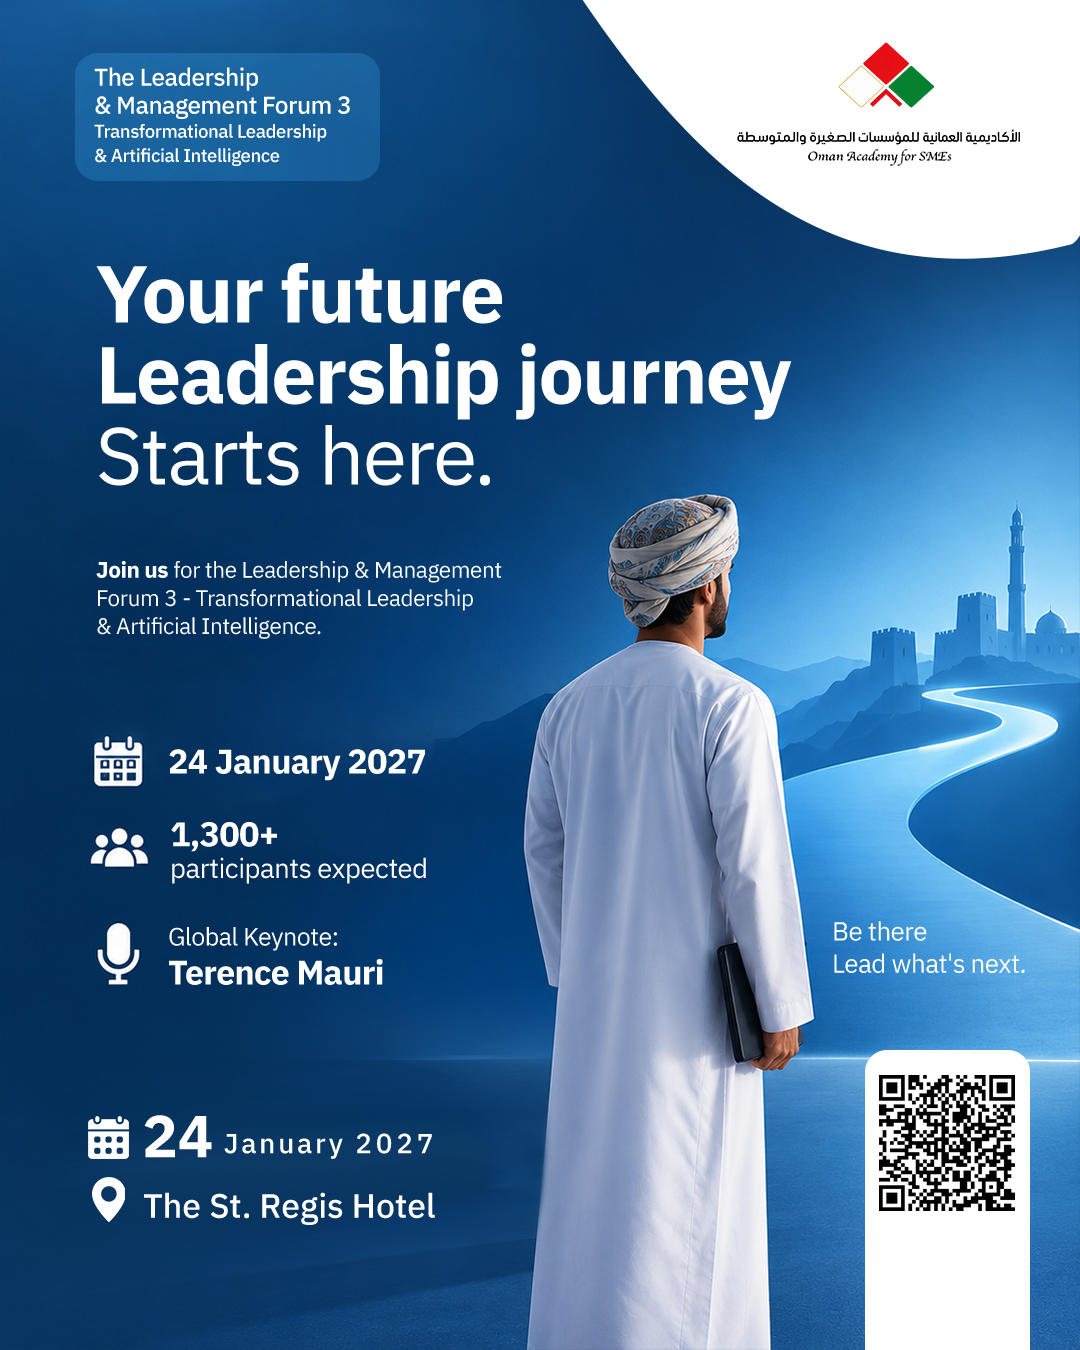 The Leadership
& Management Forum 3
Transformational Leadership
& Artificial Intelligence
الأكاديمية العمانية للمؤسسات الصغيرة والمتوسطة
Oman Academy for SMEs
Your future
Leadership journey
Starts here.
Join us for the Leadership & Management
Forum 3 - Transformational Leadership
& Artificial Intelligence.
24 January 2027
1,300+
participants expected
Global Keynote:
Terence Mauri
Be there
Lead what's next.
24 January 2027
The St. Regis Hotel